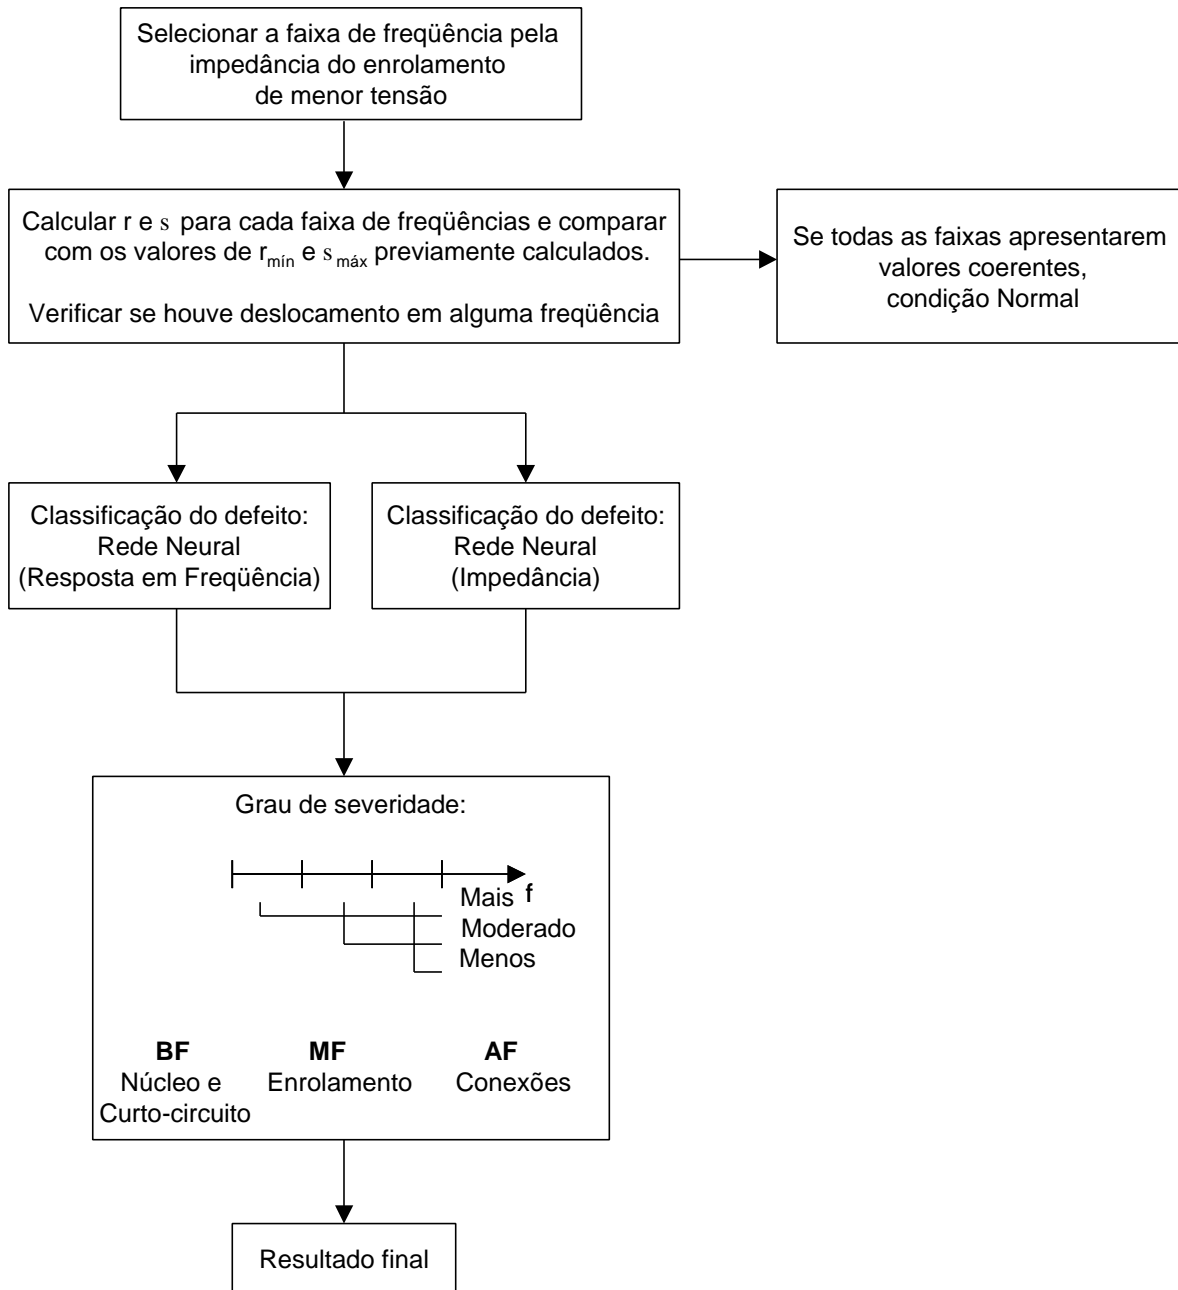 Selecionar a faixa de freqüência pela
impedância do enrolamento
de menor tensão
Calcular r e s para cada faixa de freqüências e comparar
com os valores de rmín e smáx previamente calculados.
Verificar se houve deslocamento em alguma freqüência
Se todas as faixas apresentarem
valores coerentes,
condição Normal
Classificação do defeito:
Rede Neural
(Resposta em Freqüência)
Classificação do defeito:
Rede Neural
(Impedância)
Grau de severidade:
f
Mais
Moderado
Menos
BF
Núcleo e
Curto-circuito
MF
Enrolamento
AF
Conexões
Resultado final